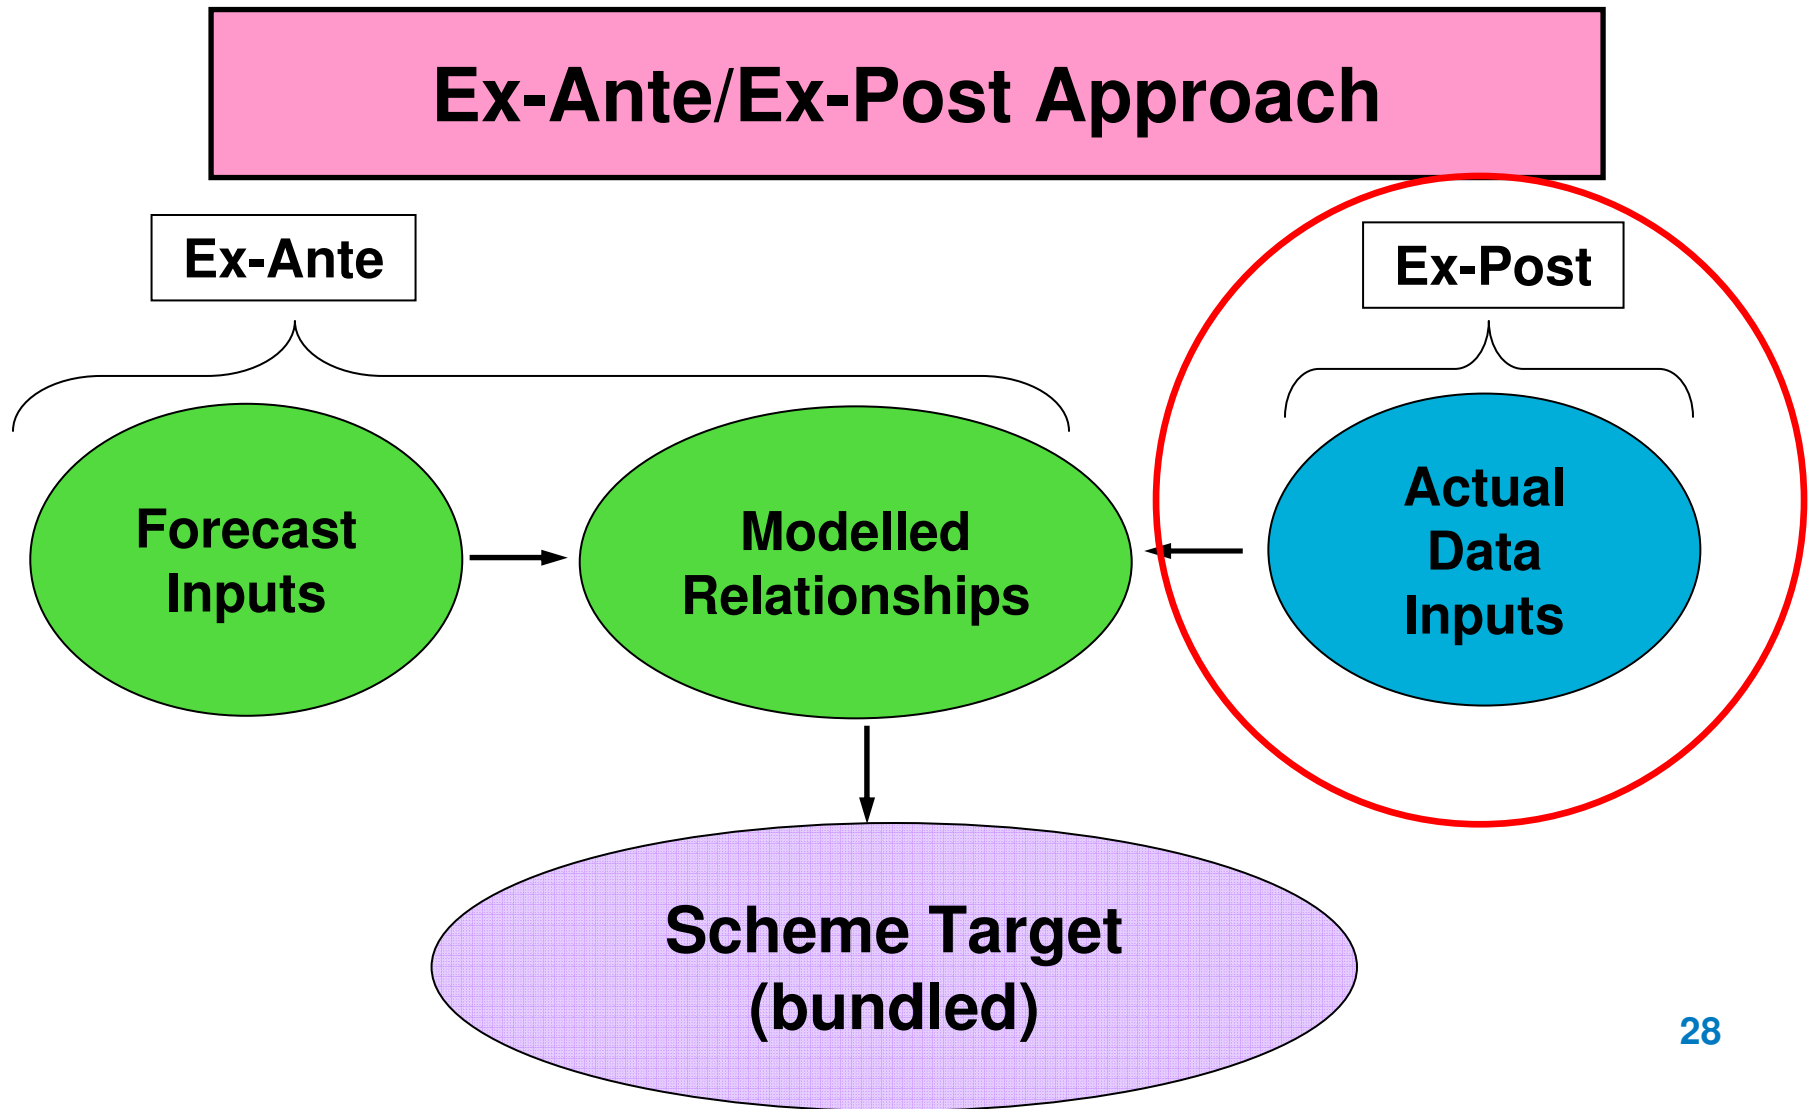 Ex-Ante/Ex-Post Approach
Ex-Ante
Ex-Post
Forecast
Inputs
Modelled
Relationships
Actual
Data
Inputs
Scheme Target
(bundled)
28